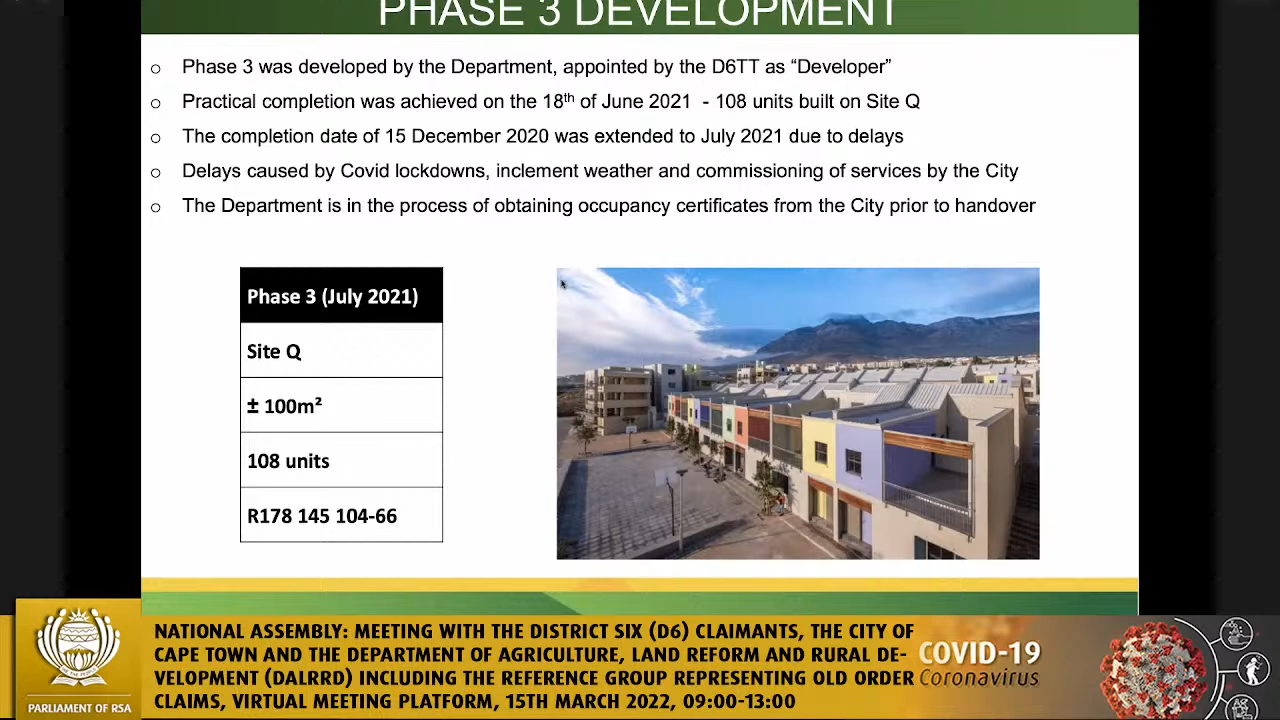 PHASE 3 DEVELOPMENT
o Phase 3 was developed by the Department, appointed by the D6TT as “Developer”
o Practical completion was achieved on the 18th of June 2021 - 108 units built on Site Q
o The completion date of 15 December 2020 was extended to July 2021 due to delays
o Delays caused by Covid lockdowns, inclement weather and commissioning of services by the City
o The Department is in the process of obtaining occupancy certificates from the City prior to handover
Phase 3 (July 2021)
Site Q
± 100m²
108 units
R178 145 104-66
NATIONAL ASSEMBLY: MEETING WITH THE DISTRICT SIX (D6) CLAIMANTS, THE CITY OF
CAPE TOWN AND THE DEPARTMENT OF AGRICULTURE, LAND REFORM AND RURAL DE-
VELOPMENT (DALRRD) INCLUDING THE REFERENCE GROUP REPRESENTING OLD ORDER
CLAIMS, VIRTUAL MEETING PLATFORM, 15TH MARCH 2022, 09:00-13:00
PARLIAMENT OF RSA
COVID-19
Coronavirus